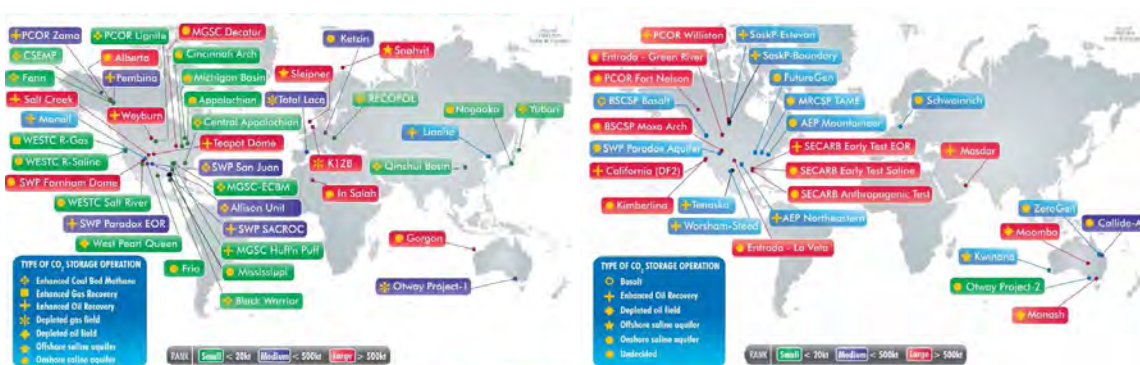 PCOR Zama
PCOR Lignite
MGSC Decatur
CSEMP
Alberta
Cincinnati Arch
Ketzin
Snohvit
Fenn
Pembina
Michigan Basin
Sleipner
Salt Creek
Weyburn
Appalachian
Total Lacq
RECOPOL
Nagaoka
Yubari
Central Appalachian
WESTC R-Gas
Teapot Dome
K12B
Liaohe
WESTC R-Saline
SWP San Juan
Qinshui Basin
SWP Farnham Dome
MGSC-ECBM
In Salah
WESTC Salt River
Allison Unit
SWP Paradox EOR
SWP SACROC
West Pearl Queen
MGSC Huff'n Puff
Gorgon
Frio
Mississippi
Otway Project-1
Black Warrior
TYPE OF CO₂ STORAGE OPERATION
Enhanced Coal Bed Methane
Enhanced Gas Recovery
Enhanced Oil Recovery
Depleted gas field
Depleted oil field
Offshore saline aquifer
Onshore saline aquifer
RANK Small < 20kt Medium < 500kt Large > 500kt
PCOR Williston
SaskP-Estevan
Entrada - Green River
SaskP-Boundary
PCOR Fort Nelson
FutureGen
BSCSP Basalt
MRCSP TAME
Schweinrich
BSCSP Moxa Arch
AEP Mountaineer
SWP Paradox Aquifer
SECARB Early Test EOR
Masdar
California (DF2)
SECARB Early Test Saline
Kimberlina
Tenaska
SECARB Anthropogenic Test
Worsham-Steed
AEP Northeastern
ZeroGen
Entrada - La Veta
Moomba
Callide-A
Kwinana
Otway Project-2
Monash
TYPE OF CO₂ STORAGE OPERATION
Basalt
Enhanced Oil Recovery
Depleted oil field
Offshore saline aquifer
Onshore saline aquifer
Undecided
RANK Small < 20kt Medium < 500kt Large > 500kt